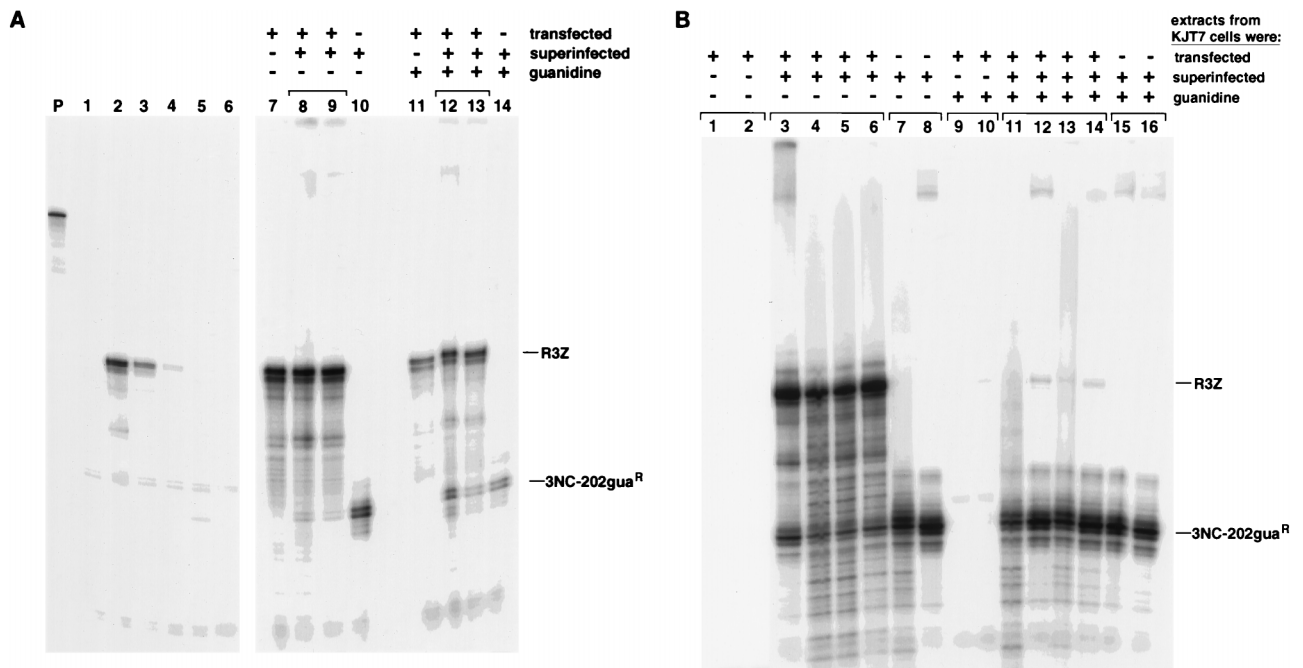 A
+ + + - + + + - transfected
- + + + - + + + superinfected
- - - - + + + + guanidine
P 1 2 3 4 5 6 7 8 9 10 11 12 13 14
R3Z
3NC-202guaR
B
extracts from
KJT7 cells were:
+ + + + + + - - + + + + + + - - transfected
- - + + + + + + - - + + + + + + superinfected
- - - - - - - - + + + + + + + + guanidine
1 2 3 4 5 6 7 8 9 10 11 12 13 14 15 16
R3Z
3NC-202guaR